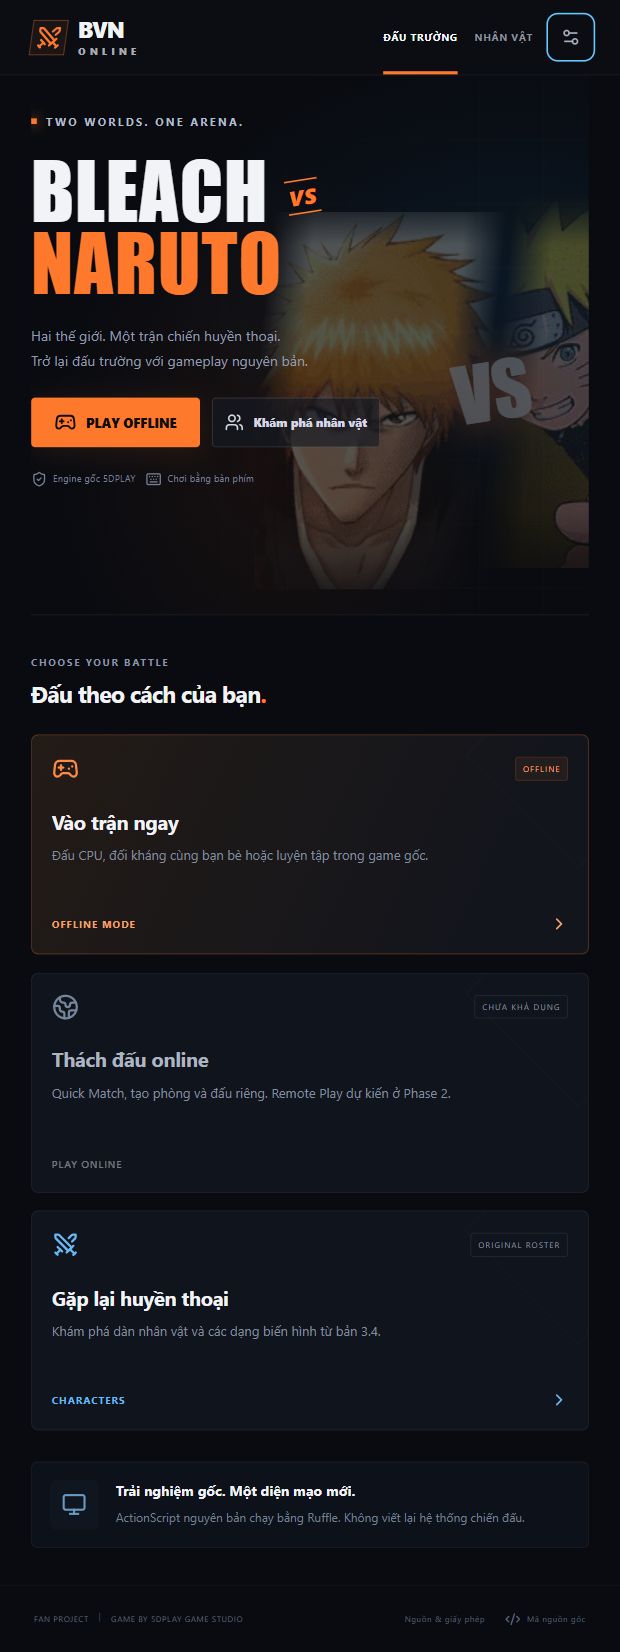 BVN
ONLINE
ĐẤU TRƯỜNG
NHÂN VẬT
TWO WORLDS. ONE ARENA.
BLEACH VS
NARUTO
VS
Hai thế giới. Một trận chiến huyền thoại.
Trở lại đấu trường với gameplay nguyên bản.
PLAY OFFLINE
Khám phá nhân vật
Engine gốc 5DPLAY
Chơi bằng bàn phím
CHOOSE YOUR BATTLE
Đấu theo cách của bạn.
OFFLINE
Vào trận ngay
Đấu CPU, đối kháng cùng bạn bè hoặc luyện tập trong game gốc.
OFFLINE MODE
CHƯA KHẢ DỤNG
Thách đấu online
Quick Match, tạo phòng và đấu riêng. Remote Play dự kiến ở Phase 2.
PLAY ONLINE
ORIGINAL ROSTER
Gặp lại huyền thoại
Khám phá dàn nhân vật và các dạng biến hình từ bản 3.4.
CHARACTERS
Trải nghiệm gốc. Một diện mạo mới.
ActionScript nguyên bản chạy bằng Ruffle. Không viết lại hệ thống chiến đấu.
FAN PROJECT
GAME BY 5DPLAY GAME STUDIO
Nguồn & giấy phép
Mã nguồn gốc